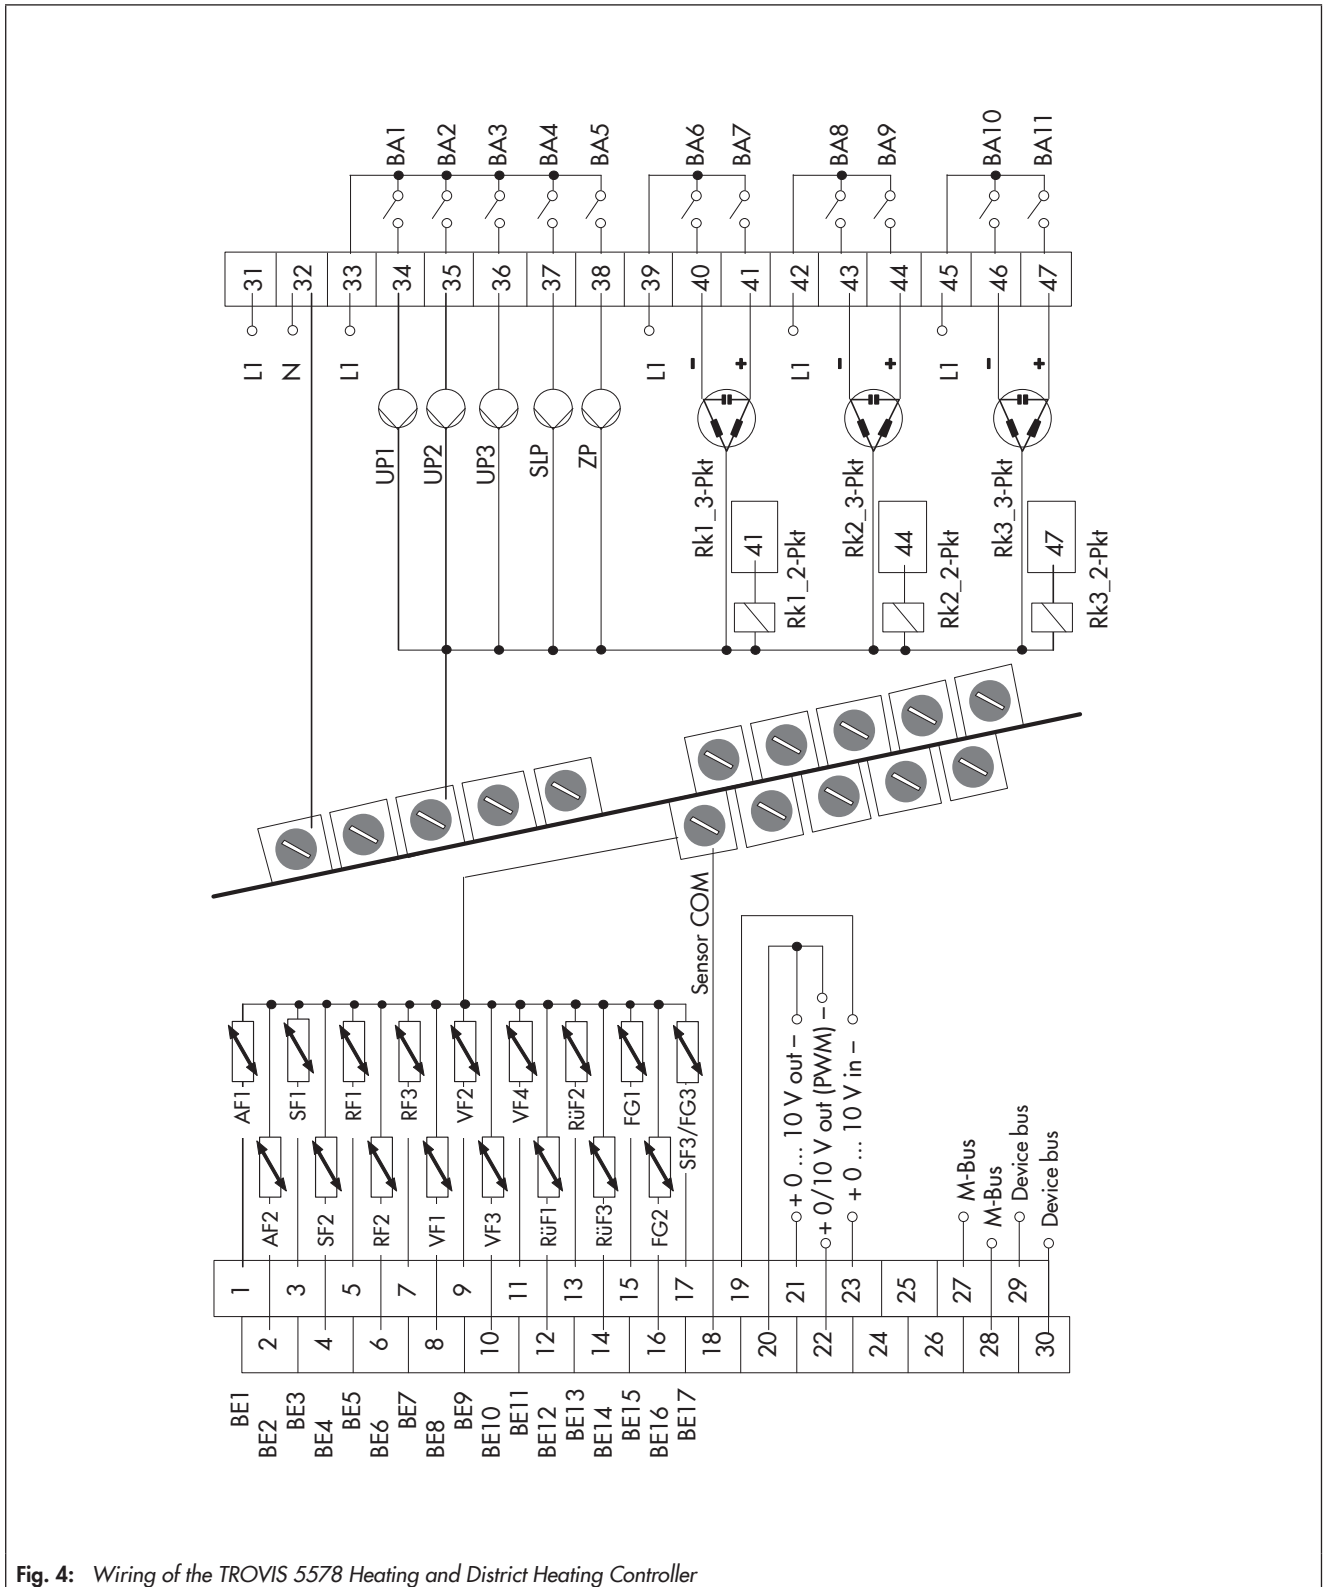 BA1
BA2
BA3
BA4
BA5
BA6
BA7
BA8
BA9
BA10
BA11
31
32
33
34
35
36
37
38
39
40
41
42
43
44
45
46
47
L1
N
L1
L1
–
+
L1
–
+
L1
–
+
UP1
UP2
UP3
SLP
ZP
Rk1_3-Pkt
41
Rk1_2-Pkt
Rk2_3-Pkt
44
Rk2_2-Pkt
Rk3_3-Pkt
47
Rk3_2-Pkt
Sensor COM
AF1
SF1
RF1
RF3
VF2
VF4
RüF2
FG1
SF3/FG3
AF2
SF2
RF2
VF1
VF3
RüF1
RüF3
FG2
+ 0 ... 10 V out –
+ 0/10 V out (PWM) –
+ 0 ... 10 V in –
M-Bus
M-Bus
Device bus
Device bus
1
3
5
7
9
11
13
15
17
19
21
23
25
27
29
2
4
6
8
10
12
14
16
18
20
22
24
26
28
30
BE1
BE2
BE3
BE4
BE5
BE6
BE7
BE8
BE9
BE10
BE11
BE12
BE13
BE14
BE15
BE16
BE17
Fig. 4: Wiring of the TROVIS 5578 Heating and District Heating Controller